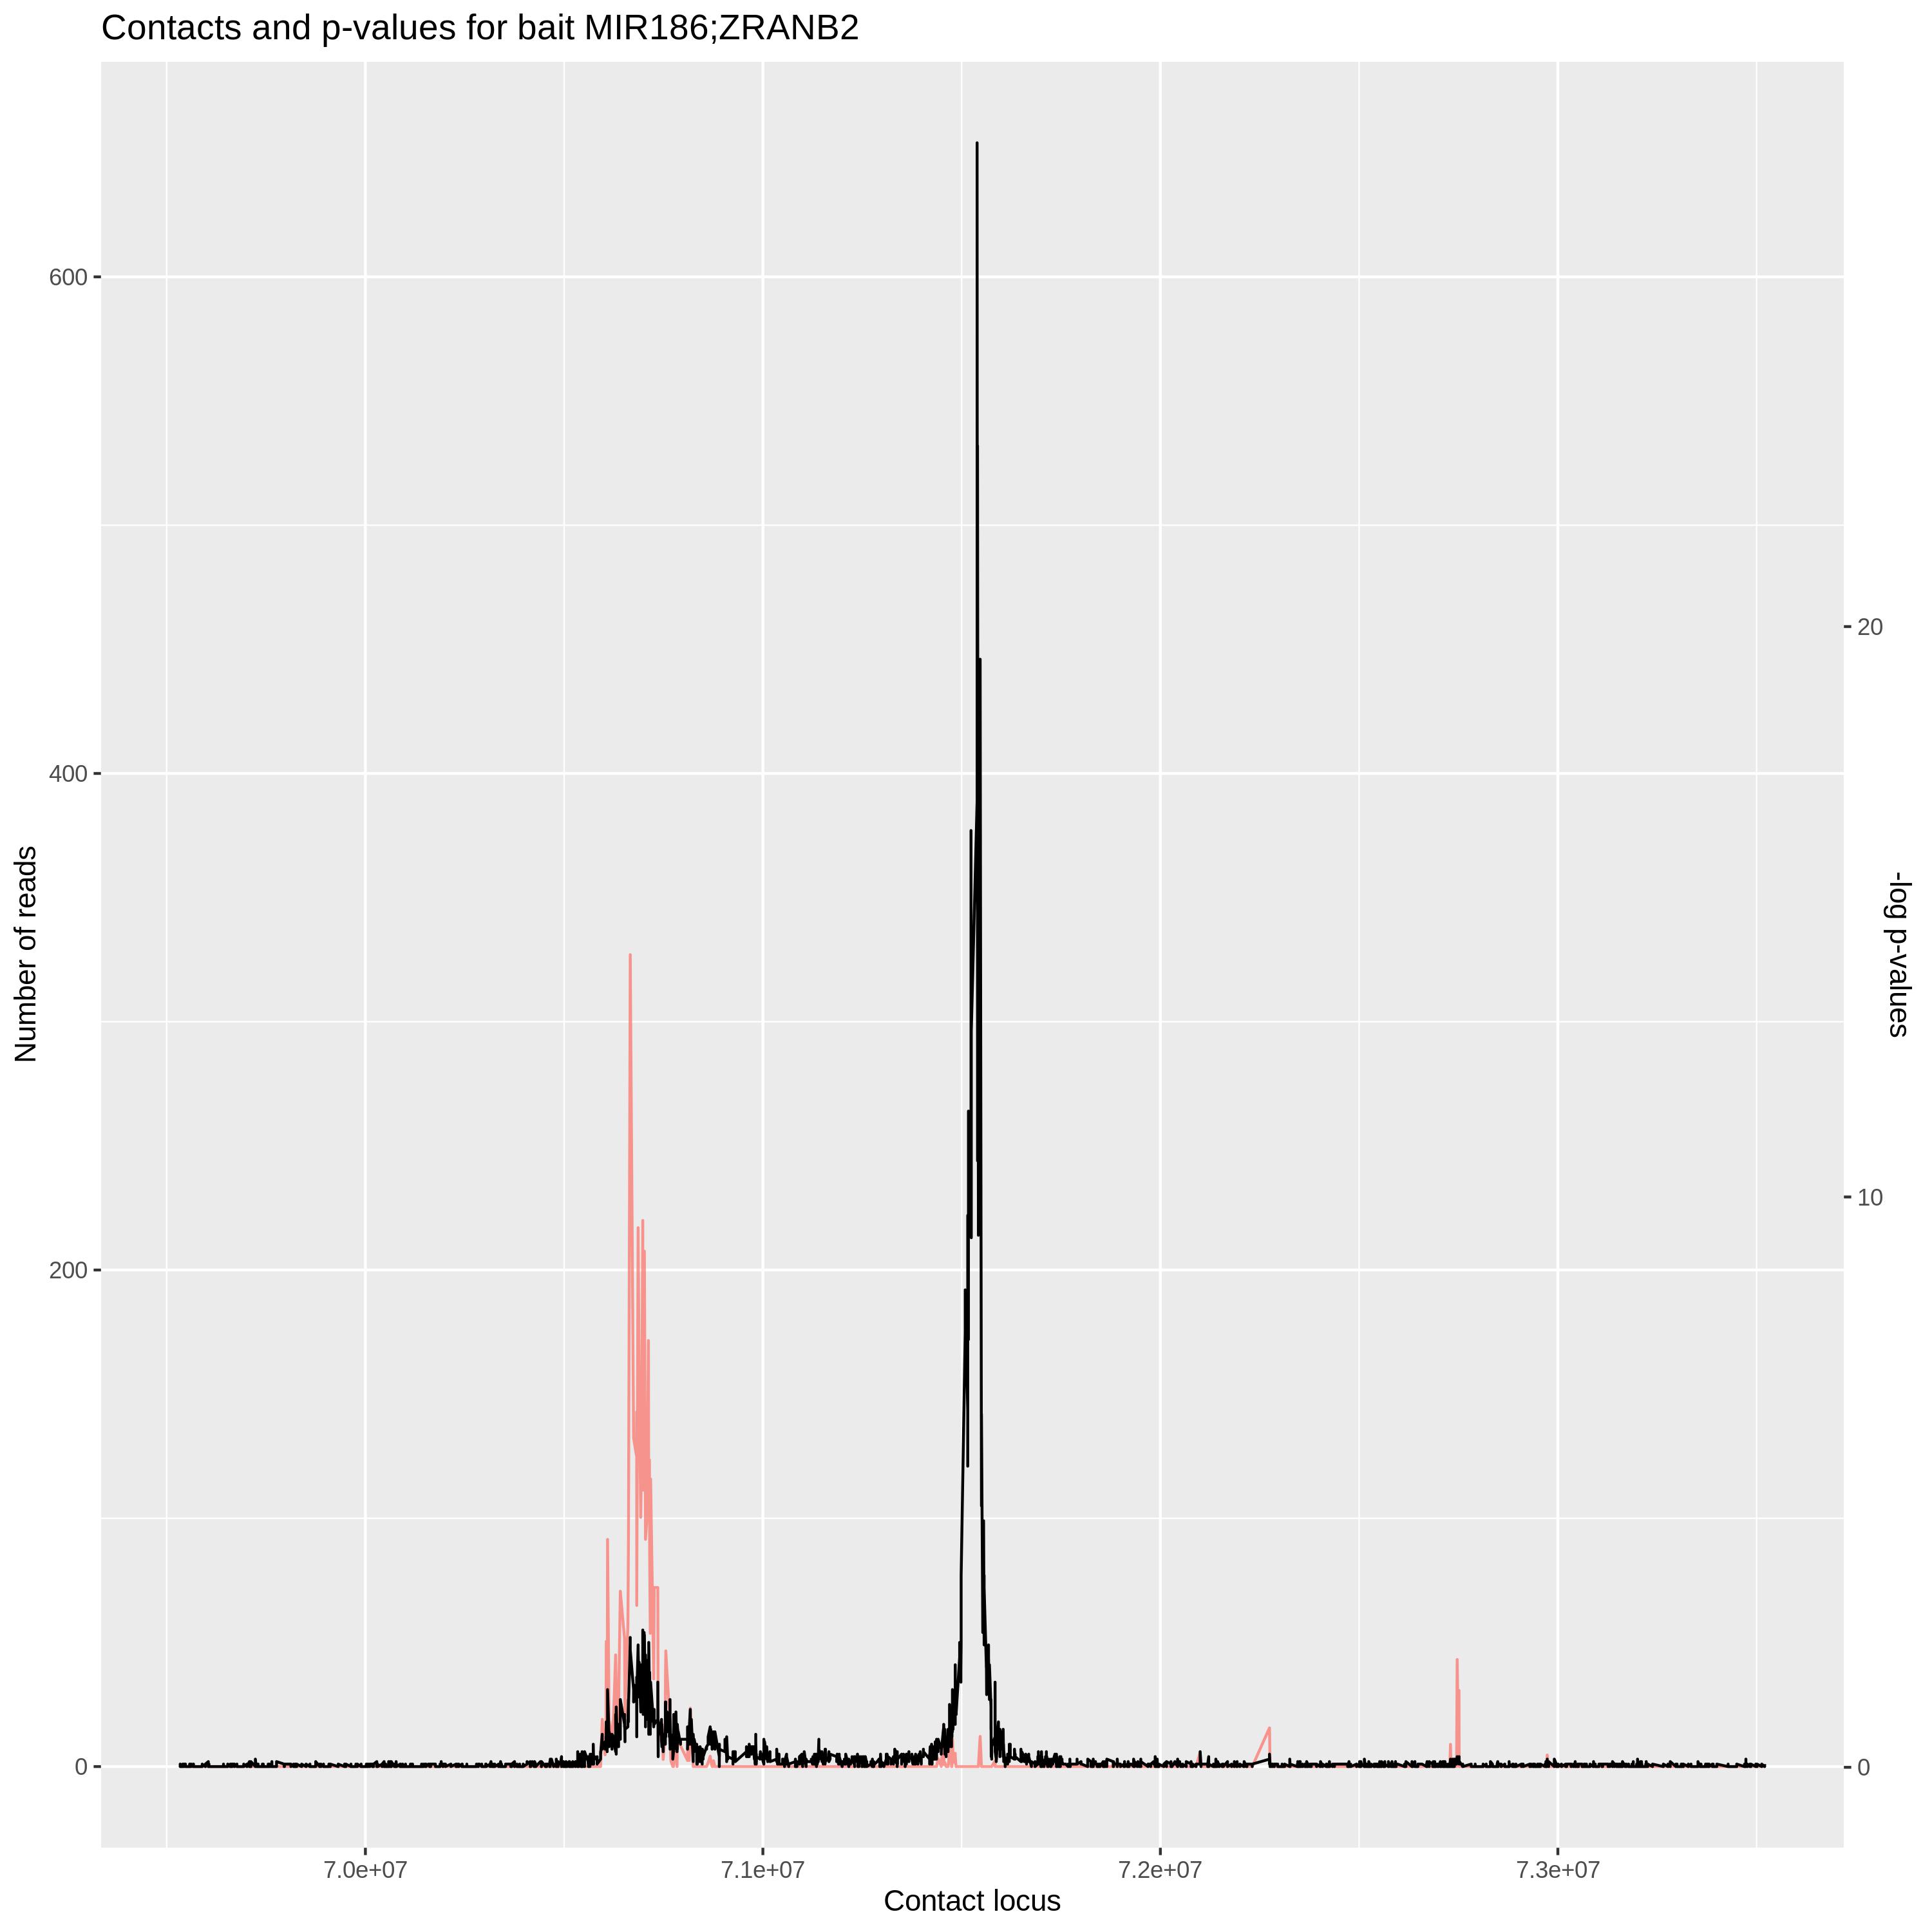 Contacts and p-values for bait MIR186;ZRANB2
600
400
200
0
Number of reads
20
10
0
-log p-values
7.0e+07 7.1e+07 7.2e+07 7.3e+07
Contact locus